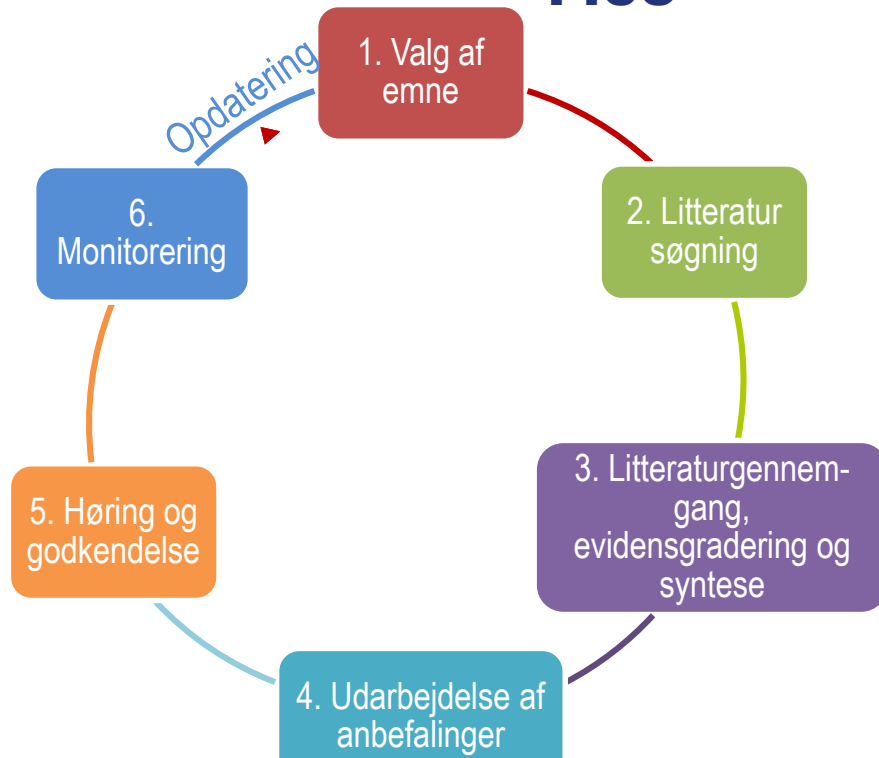 1. Valg af
emne
2. Litteratur
søgning
3. Litteraturgennem-
gang,
evidensgradering og
syntese
4. Udarbejdelse af
anbefalinger
5. Høring og
godkendelse
6.
Monitorering
Opdatering